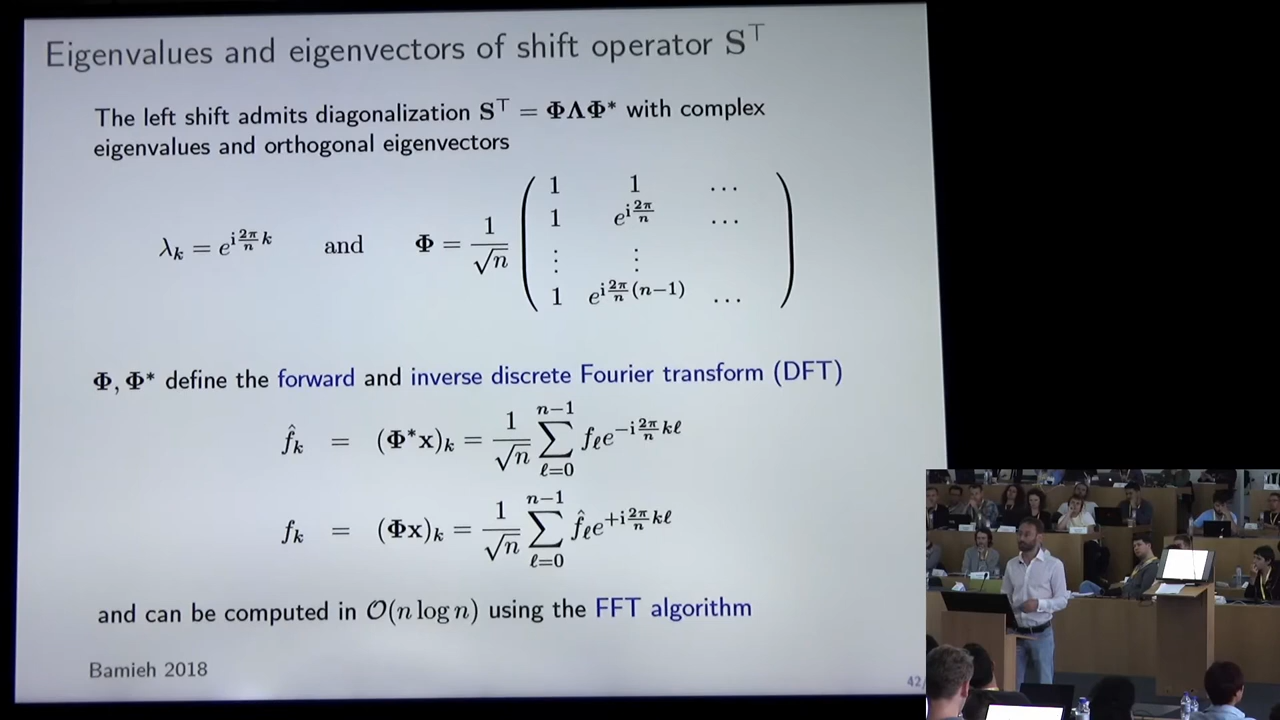 Eigenvalues and eigenvectors of shift operator S⊤
The left shift admits diagonalization S⊤ = ΦΛΦ* with complex
eigenvalues and orthogonal eigenvectors
λ_k = e^{i 2π/n k} and Φ = 1/√n ( 1 1 …
1 e^{i 2π/n} …
⋮ ⋮
1 e^{i 2π/n (n−1)} … )
Φ, Φ* define the forward and inverse discrete Fourier transform (DFT)
f̂_k = (Φ*x)_k = 1/√n ∑_{ℓ=0}^{n−1} f_ℓ e^{−i 2π/n kℓ}
f_k = (Φx)_k = 1/√n ∑_{ℓ=0}^{n−1} f̂_ℓ e^{+i 2π/n kℓ}
and can be computed in O(n log n) using the FFT algorithm
Bamieh 2018
42/